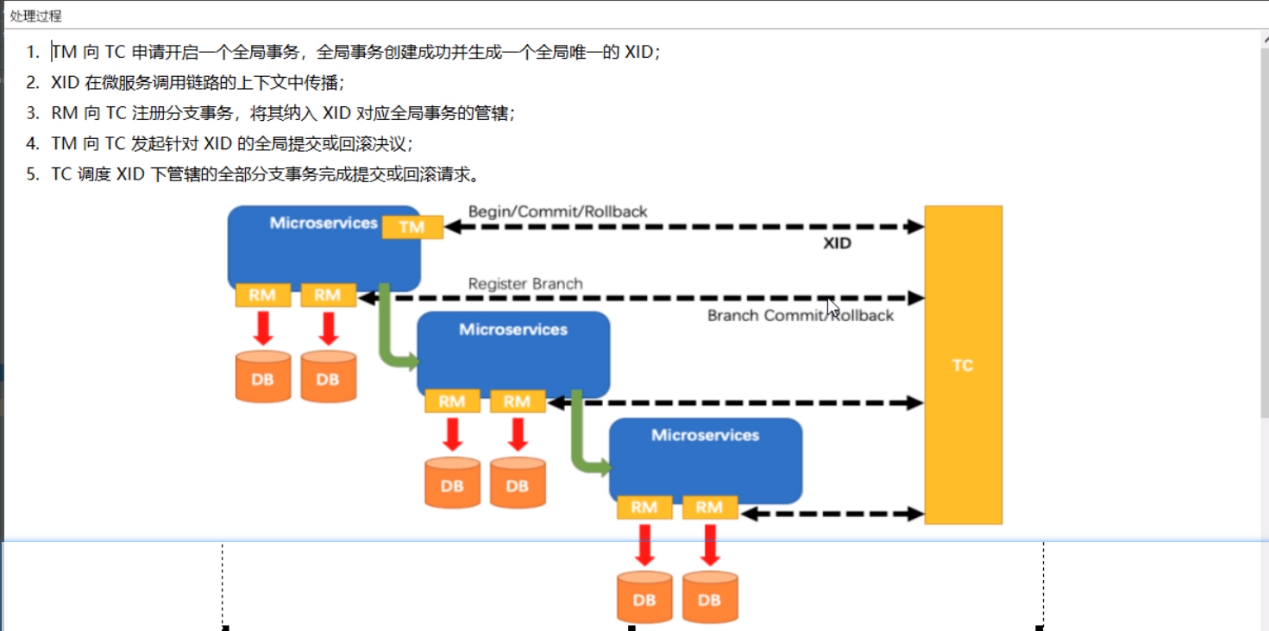 处理过程
1. TM 向 TC 申请开启一个全局事务，全局事务创建成功并生成一个全局唯一的 XID；
2. XID 在微服务调用链路的上下文中传播；
3. RM 向 TC 注册分支事务，将其纳入 XID 对应全局事务的管辖；
4. TM 向 TC 发起针对 XID 的全局提交或回滚决议；
5. TC 调度 XID 下管辖的全部分支事务完成提交或回滚请求。
Microservices
TM
Begin/Commit/Rollback
XID
RM
RM
Register Branch
Branch Commit/Rollback
DB
DB
Microservices
TC
RM
RM
DB
DB
Microservices
RM
RM
DB
DB